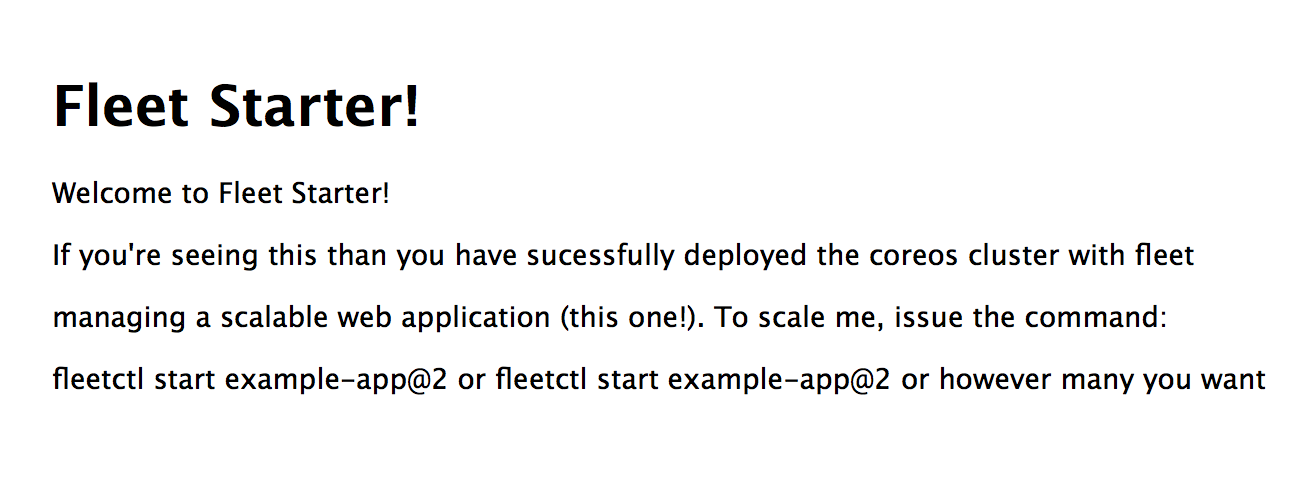 Fleet Starter!
Welcome to Fleet Starter!
If you're seeing this than you have sucessfully deployed the coreos cluster with fleet
managing a scalable web application (this one!). To scale me, issue the command:
fleetctl start example-app@2 or fleetctl start example-app@2 or however many you want